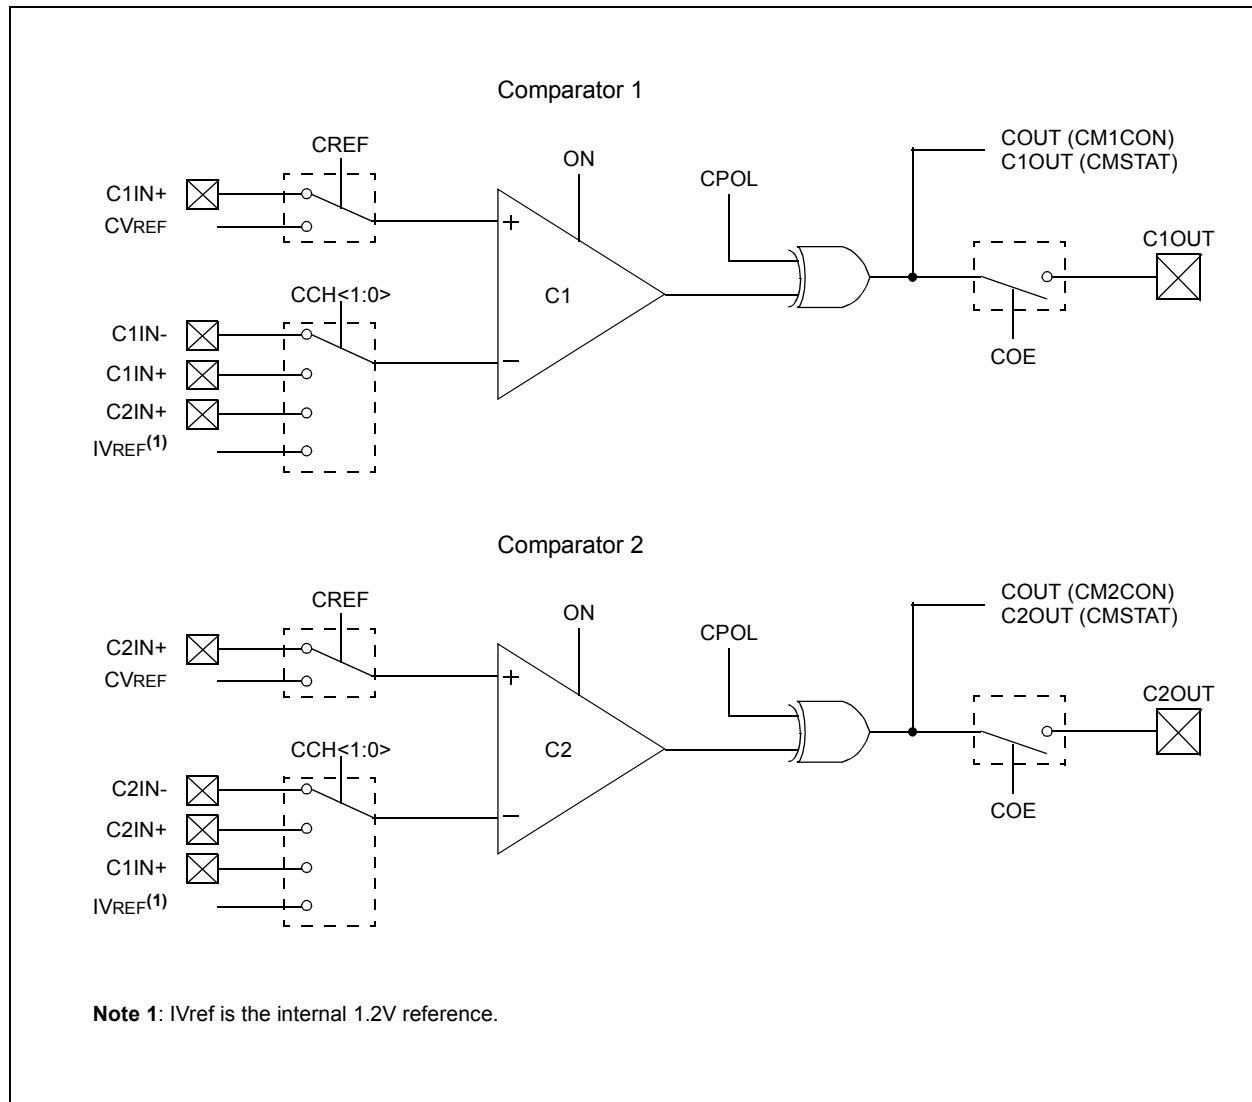 Comparator 1
CREF
ON
COUT (CM1CON)
C1OUT (CMSTAT)
CPOL
C1IN+
CVREF
C1OUT
+
CCH<1:0>
C1
C1IN-
COE
−
C1IN+
C2IN+
IVREF(1)
Comparator 2
CREF
ON
COUT (CM2CON)
C2OUT (CMSTAT)
CPOL
C2IN+
CVREF
C2OUT
+
CCH<1:0>
C2
C2IN-
COE
−
C2IN+
C1IN+
IVREF(1)
Note 1: IVref is the internal 1.2V reference.